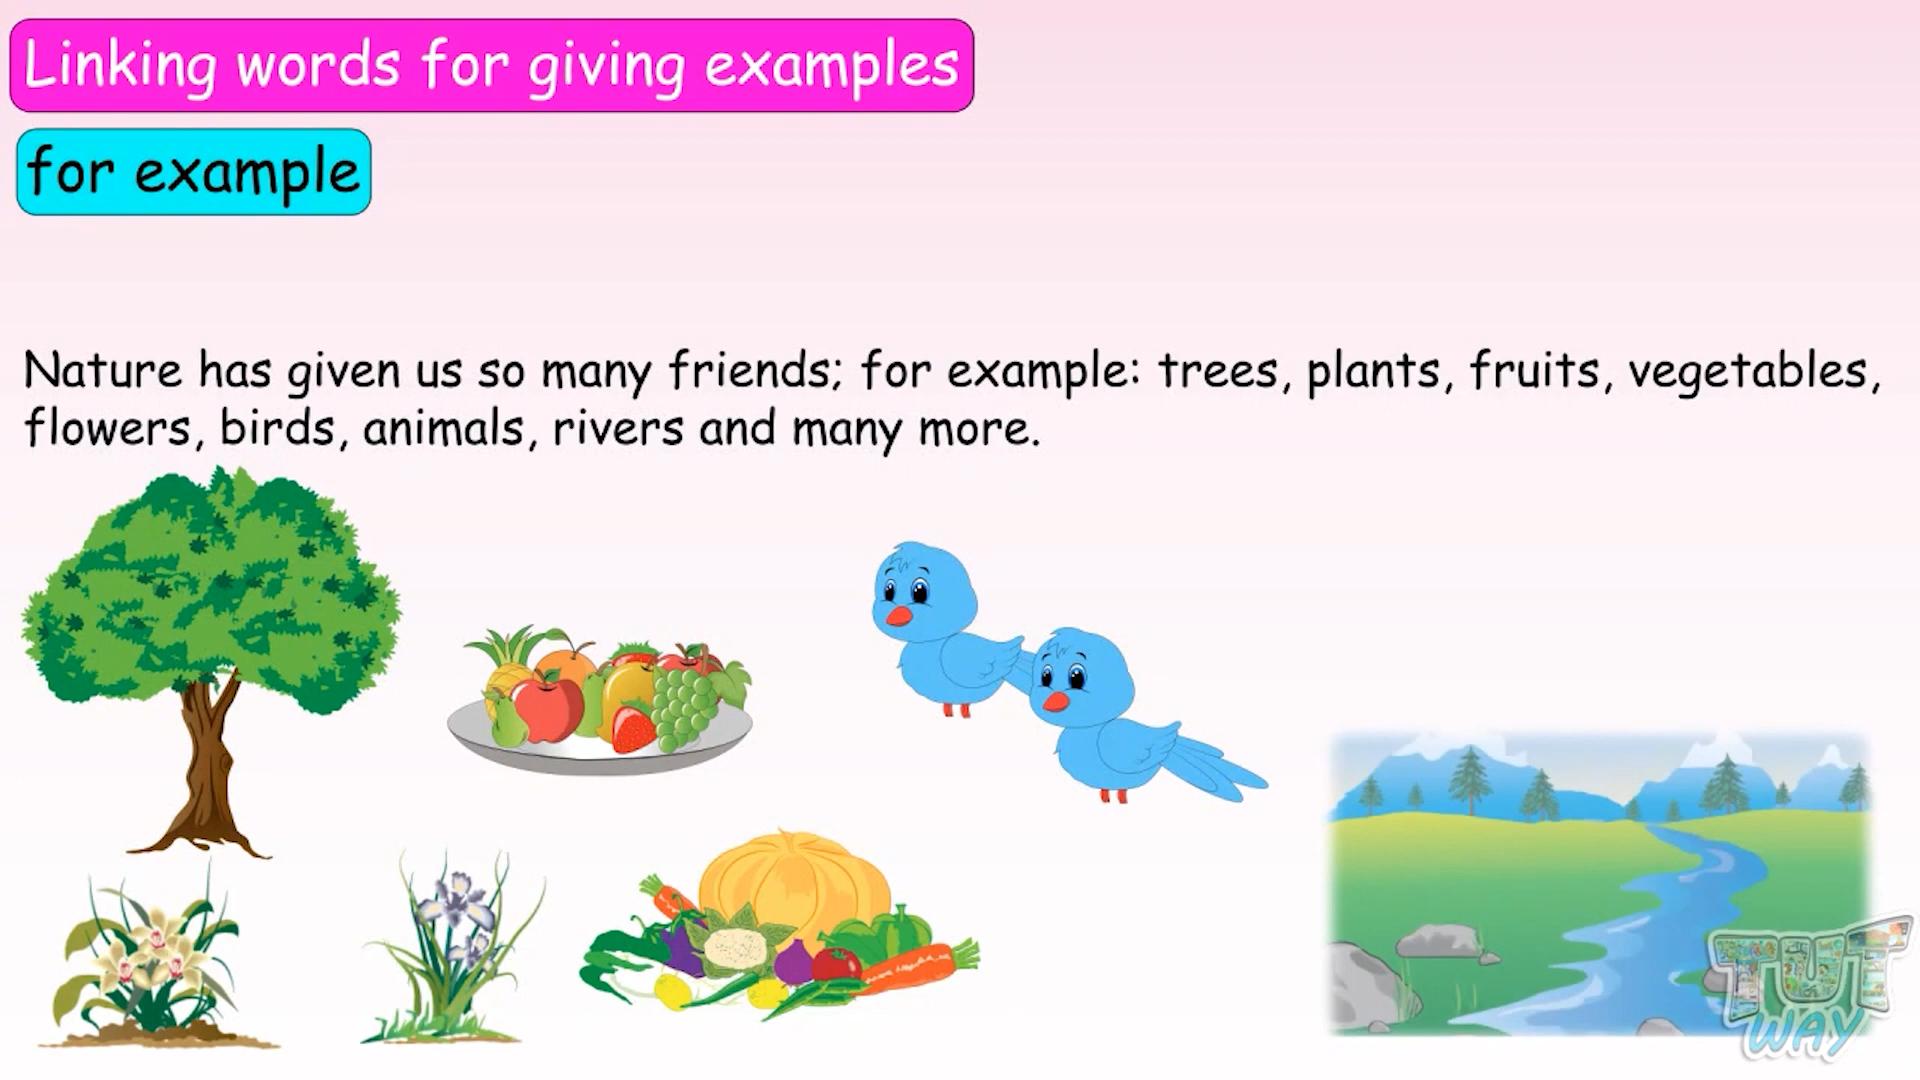 Linking words for giving examples
for example
Nature has given us so many friends; for example: trees, plants, fruits, vegetables,
flowers, birds, animals, rivers and many more.
TUT
WAY